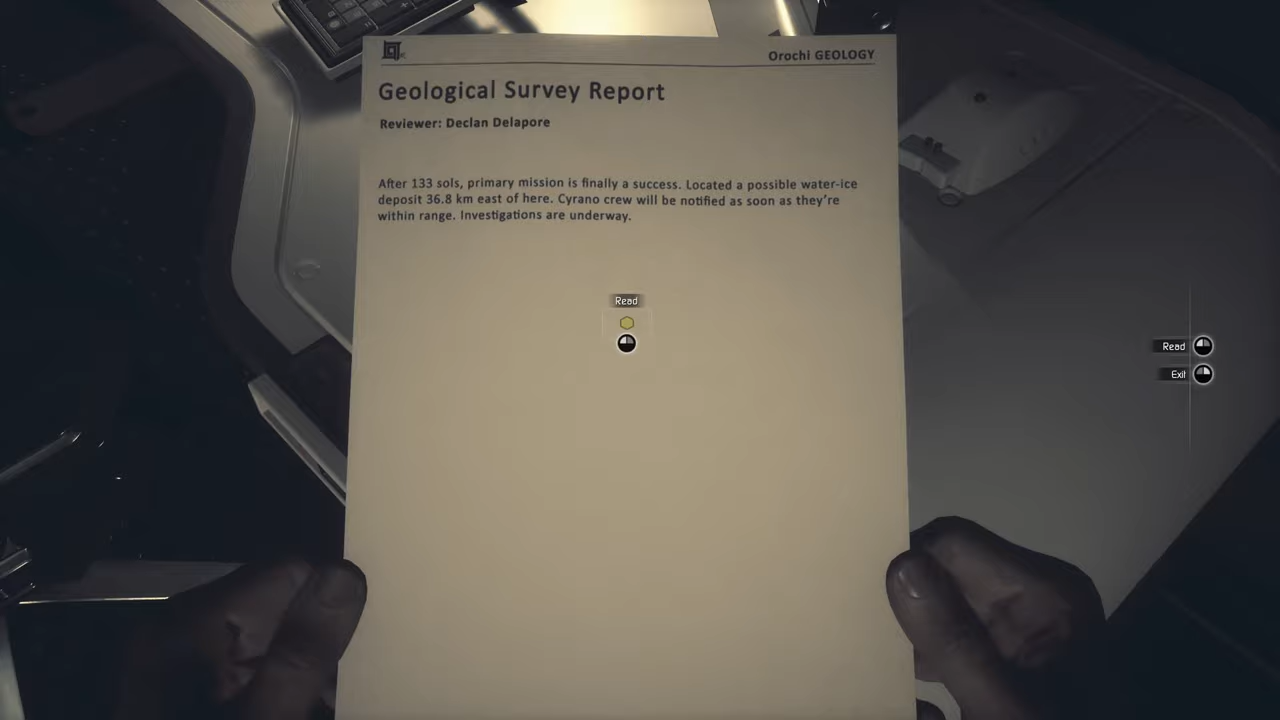 Orochi GEOLOGY
Geological Survey Report
Reviewer: Declan Delapore
After 133 sols, primary mission is finally a success. Located a possible water-ice
deposit 36.8 km east of here. Cyrano crew will be notified as soon as they're
within range. Investigations are underway.
Read
Read
Exit